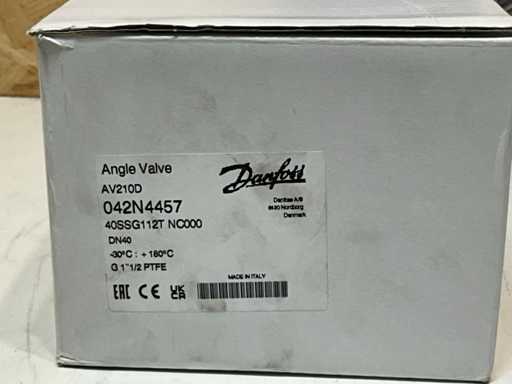 Angle Valve
AV210D
042N4457
40SSG112T NC000
DN40
-30°C : +180°C
G 1"1/2 PTFE
Danfoss
Danfoss A/S
6430 Nordborg
Denmark
MADE IN ITALY
EAC CE UK CA